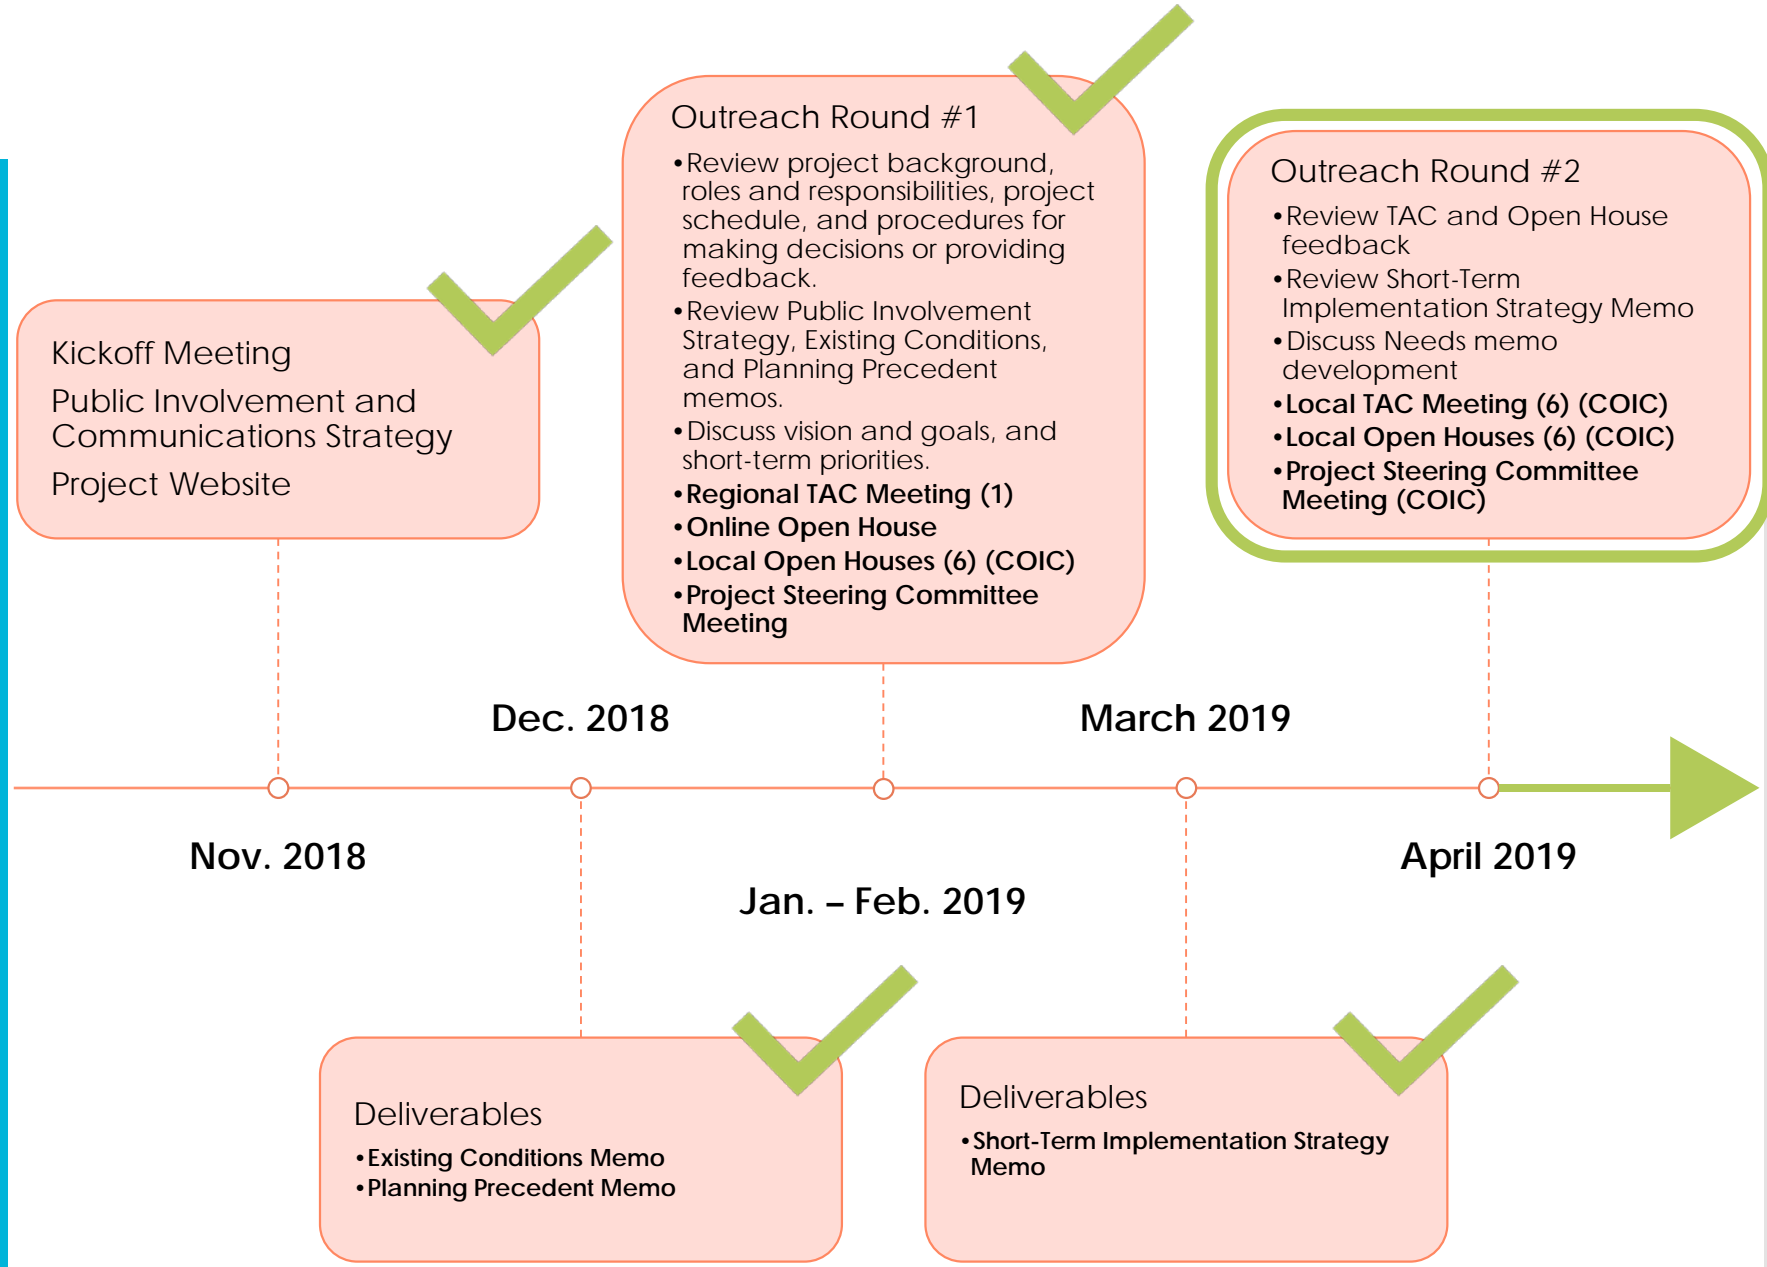 Kickoff Meeting
Public Involvement and
Communications Strategy
Project Website
Outreach Round #1
•Review project background,
roles and responsibilities, project
schedule, and procedures for
making decisions or providing
feedback.
•Review Public Involvement
Strategy, Existing Conditions,
and Planning Precedent
memos.
•Discuss vision and goals, and
short-term priorities.
•Regional TAC Meeting (1)
•Online Open House
•Local Open Houses (6) (COIC)
•Project Steering Committee
Meeting
Outreach Round #2
•Review TAC and Open House
feedback
•Review Short-Term
Implementation Strategy Memo
•Discuss Needs memo
development
•Local TAC Meeting (6) (COIC)
•Local Open Houses (6) (COIC)
•Project Steering Committee
Meeting (COIC)
Dec. 2018
March 2019
Nov. 2018
April 2019
Jan. – Feb. 2019
Deliverables
•Existing Conditions Memo
•Planning Precedent Memo
Deliverables
•Short-Term Implementation Strategy
Memo